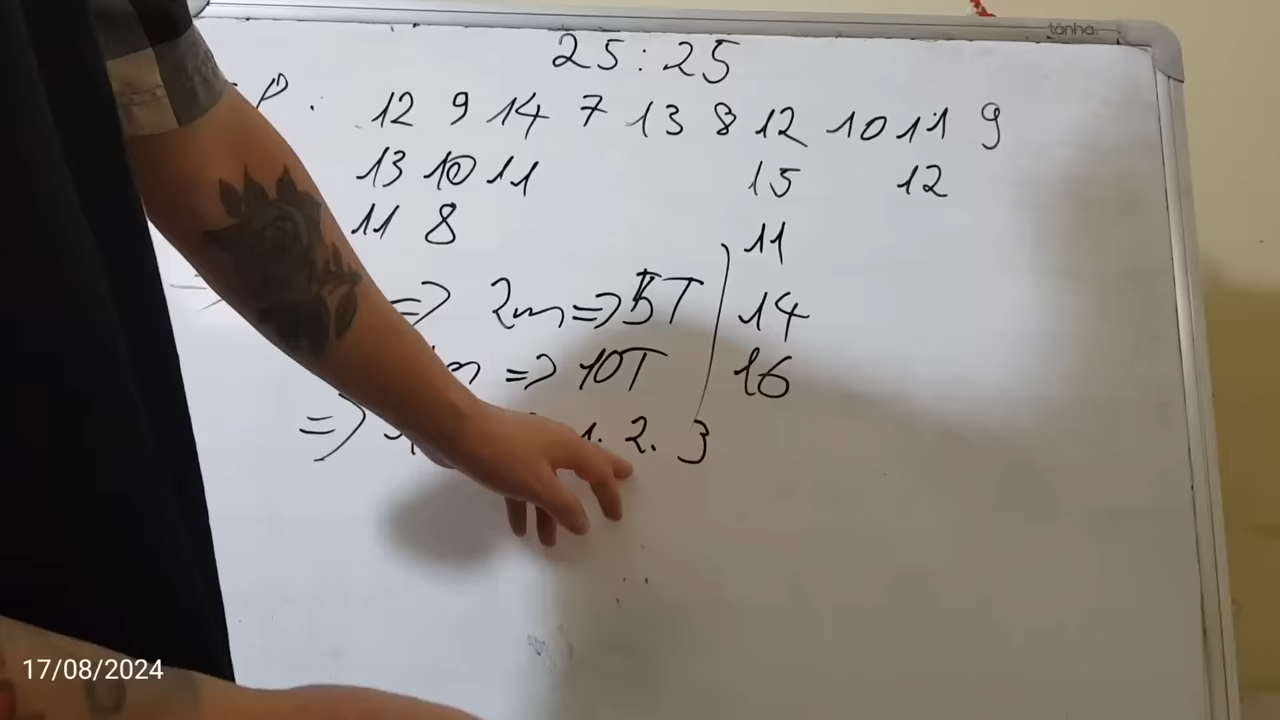 tanha.
25:25
P. 12 9 14 7 13 8 12 10 11 9
13 10 11 15 12
11 8 11
=> 2m => 5T 14
m => 10T 16
=> 1. 2. 3
17/08/2024